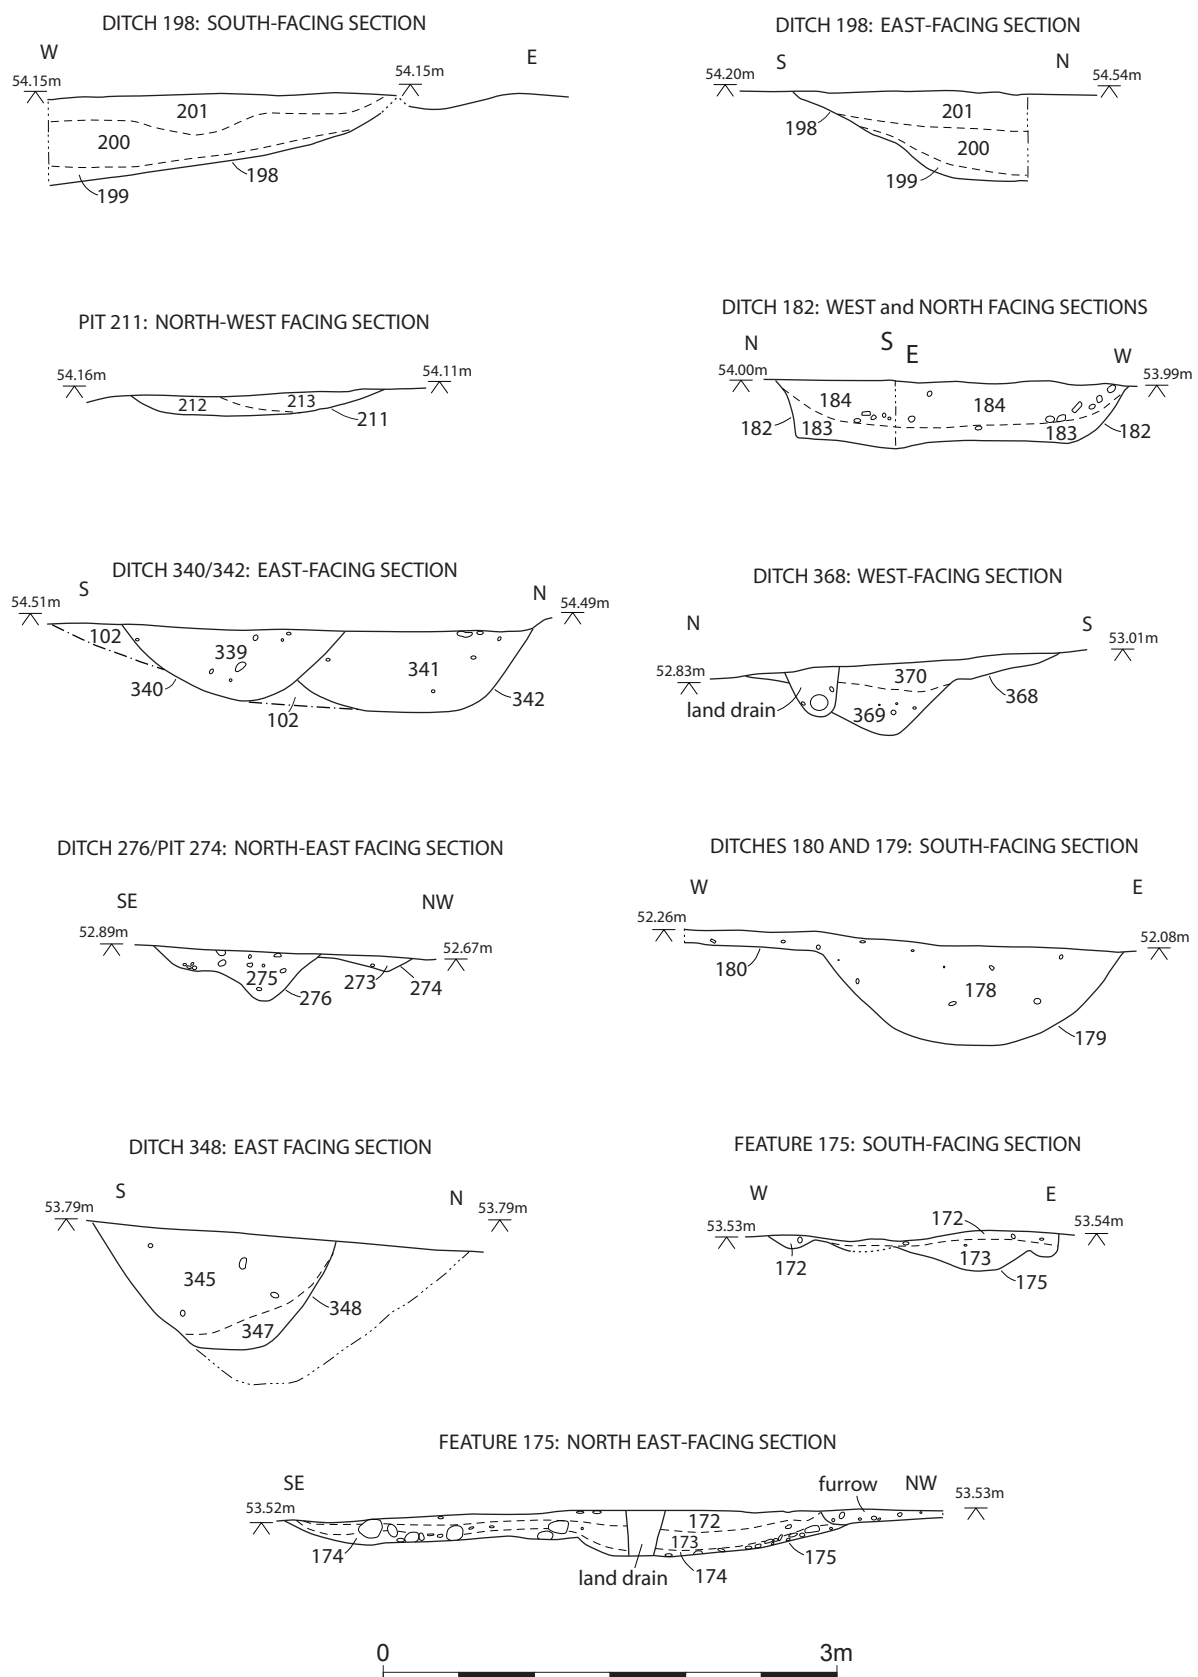 DITCH 198: SOUTH-FACING SECTION
W
E
54.15m
54.15m
201
200
199
198
DITCH 198: EAST-FACING SECTION
S
N
54.20m
54.54m
201
198
200
199
PIT 211: NORTH-WEST FACING SECTION
54.16m
54.11m
212
213
211
DITCH 182: WEST and NORTH FACING SECTIONS
N
S
E
W
54.00m
53.99m
184
184
182
183
183
182
DITCH 340/342: EAST-FACING SECTION
S
N
54.51m
54.49m
102
339
341
340
342
102
DITCH 368: WEST-FACING SECTION
N
S
53.01m
52.83m
370
368
land drain
369
DITCH 276/PIT 274: NORTH-EAST FACING SECTION
SE
NW
52.89m
52.67m
275
273
274
276
DITCHES 180 AND 179: SOUTH-FACING SECTION
W
E
52.26m
52.08m
180
178
179
DITCH 348: EAST FACING SECTION
S
N
53.79m
53.79m
345
348
347
FEATURE 175: SOUTH-FACING SECTION
W
E
53.53m
172
53.54m
173
172
175
FEATURE 175: NORTH EAST-FACING SECTION
SE
furrow
NW
53.52m
53.53m
172
173
174
175
land drain
174
0
3m